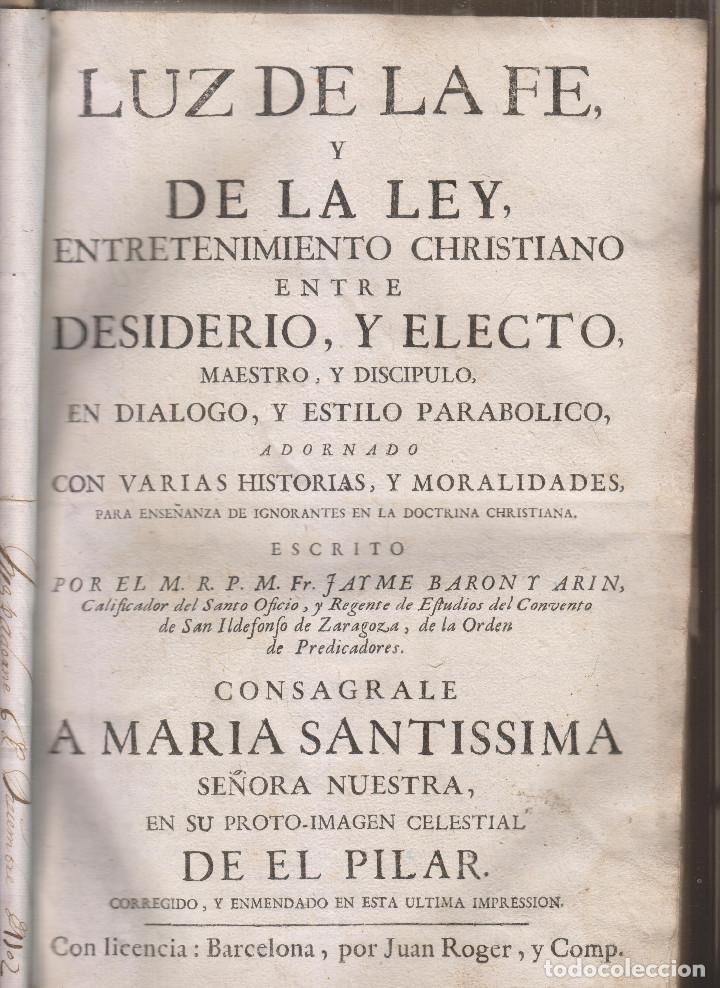 LUZ DE LA FE,
Y
DE LA LEY,
ENTRETENIMIENTO CHRISTIANO
ENTRE
DESIDERIO, Y ELECTO,
MAESTRO, Y DISCIPULO,
EN DIALOGO, Y ESTILO PARABOLICO,
ADORNADO
CON VARIAS HISTORIAS, Y MORALIDADES,
PARA ENSEÑANZA DE IGNORANTES EN LA DOCTRINA CHRISTIANA.
ESCRITO
POR EL M. R. P. M. Fr. JAYME BARON Y ARIN,
Calificador del Santo Oficio, y Regente de Eſtudios del Convento
de San Ildefonſo de Zaragoza, de la Orden
de Predicadores.
CONSAGRALE
A MARIA SANTISSIMA
SEÑORA NUESTRA,
EN SU PROTO-IMAGEN CELESTIAL
DE EL PILAR.
CORREGIDO, Y ENMENDADO EN ESTA ULTIMA IMPRESSION.
Con licencia: Barcelona, por Juan Roger, y Comp.
todocoleccion